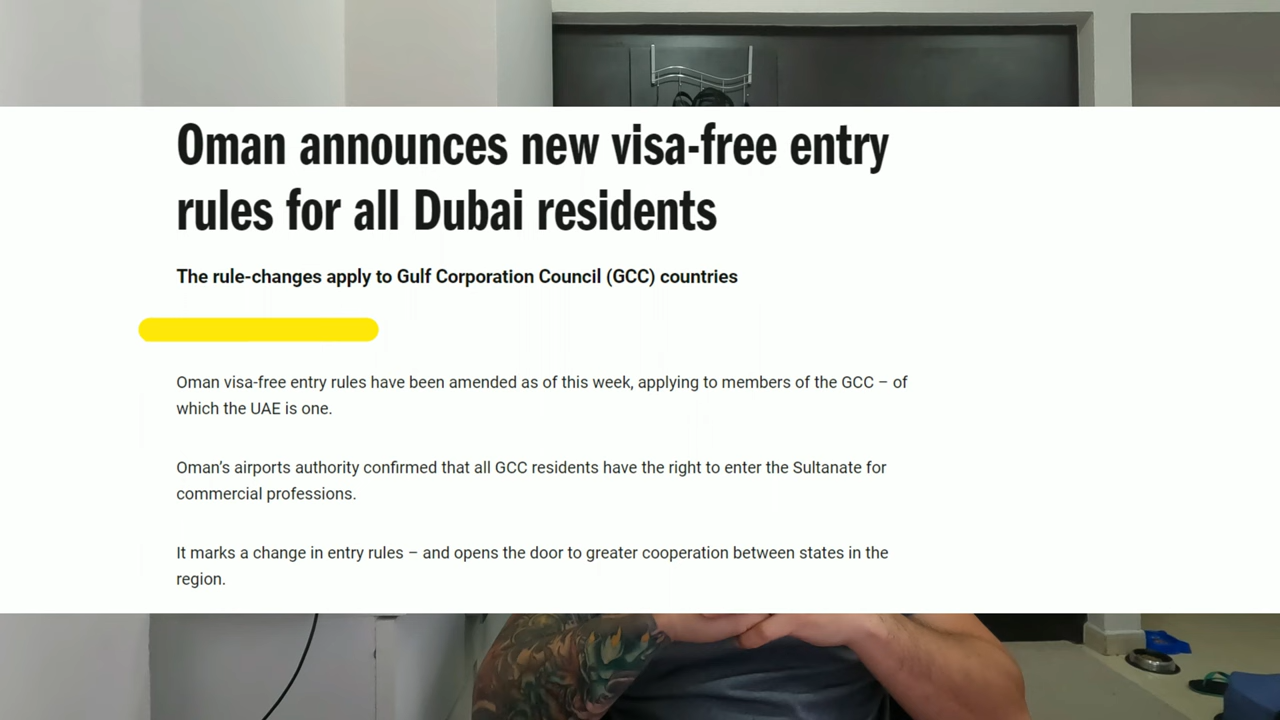 Oman announces new visa-free entry
rules for all Dubai residents
The rule-changes apply to Gulf Corporation Council (GCC) countries
Oman visa-free entry rules have been amended as of this week, applying to members of the GCC – of
which the UAE is one.
Oman’s airports authority confirmed that all GCC residents have the right to enter the Sultanate for
commercial professions.
It marks a change in entry rules – and opens the door to greater cooperation between states in the
region.